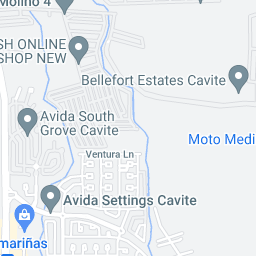 Molino 4
SH ONLINE
SHOP NEW
Bellefort Estates Cavite
Avida South
Grove Cavite
Moto Medi
Ventura Ln
Avida Settings Cavite
mariñas